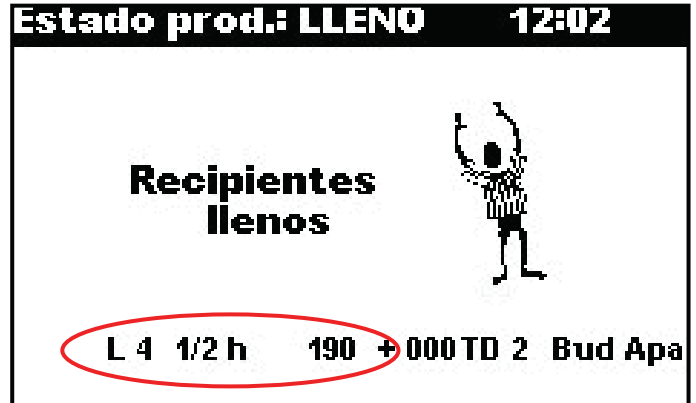 Estado prod.: LLENO 12:02
Recipientes
llenos
L 4 1/2 h 190 + 000 TD 2 Bud Apa